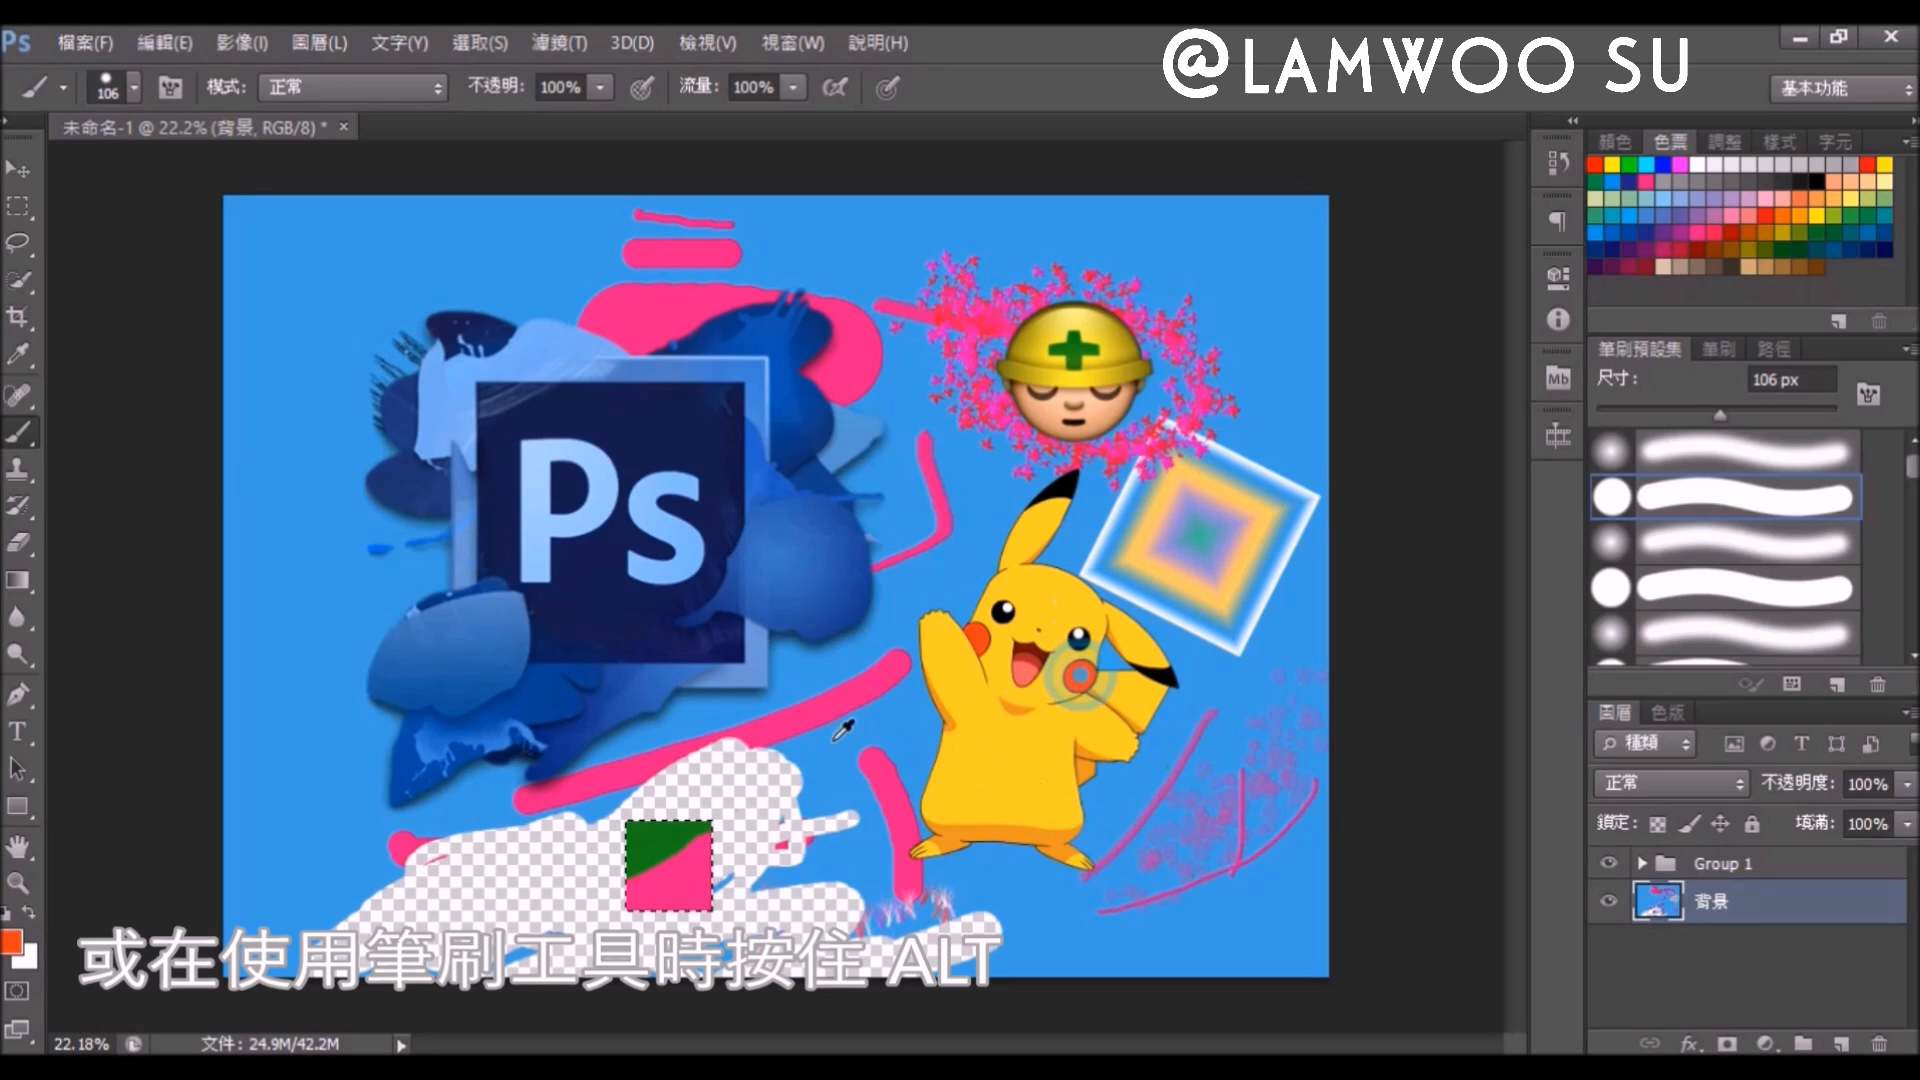 Ps 檔案(F) 編輯(E) 影像(I) 圖層(L) 文字(Y) 選取(S) 濾鏡(T) 3D(D) 檢視(V) 視窗(W) 說明(H)
@LAMWOO SU
106 模式: 正常 不透明: 100% 流量: 100%
基本功能
未命名-1 @ 22.2% (背景, RGB/8) * ×
顏色 色票 調整 樣式 字元
筆刷預設集 筆刷 路徑
尺寸: 106 px
Mb
Ps
圖層 色版
種類
正常 不透明度: 100%
鎖定: 填滿: 100%
Group 1
背景
或在使用筆刷工具時按住 ALT
22.18% 文件: 24.9M/42.2M
fx